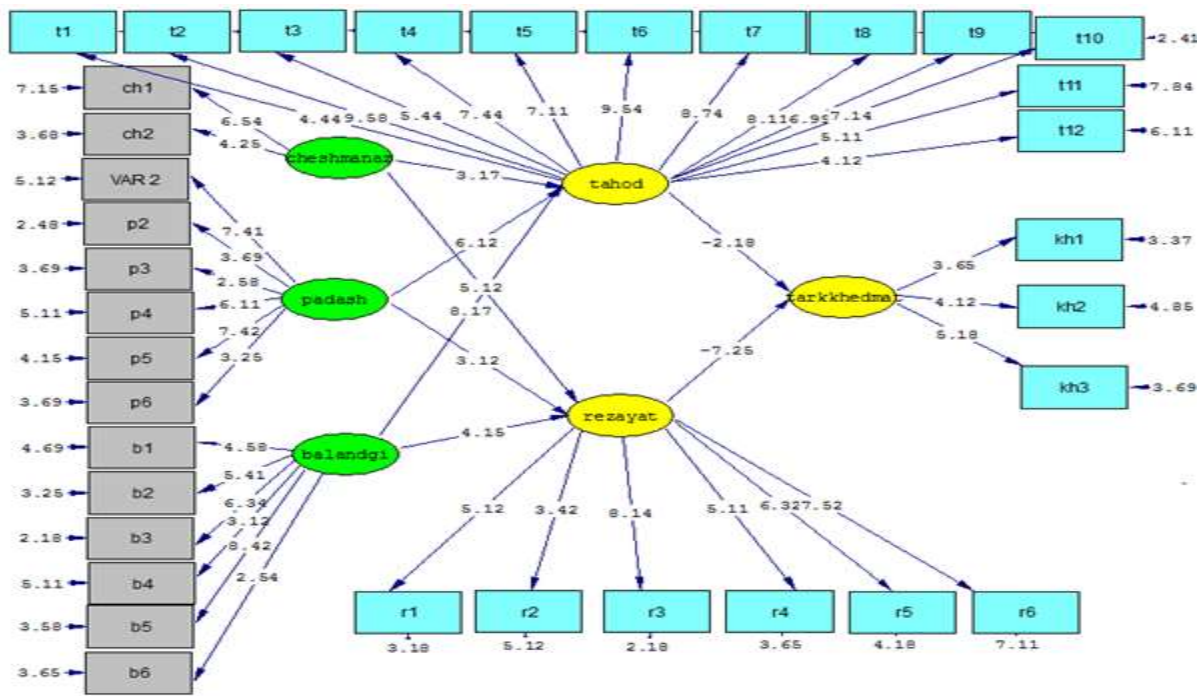 t1 t2 t3 t4 t5 t6 t7 t8 t9 t10 2.41
7.15 ch1
t11 7.84
3.68 ch2
t12 6.11
5.12 VAR 2
2.48 p2
3.69 p3
5.11 p4
4.15 p5
3.69 p6
4.69 b1
3.25 b2
2.18 b3
5.11 b4
3.58 b5
3.65 b6
6.54
4.25
4.44 9.58 5.44 7.44 7.11 9.54 8.74 8.11 7.14
5.11
4.12
3.17
tahod
7.41
3.69
2.58
6.11
7.42
3.25
padash
6.12
5.12
8.17
3.12
-2.18
-7.25
3.65
4.12
5.18
kh1 3.37
kh2 4.85
kh3 3.69
balandgi
4.15
rezayat
4.58
5.41
6.34
3.12
8.42
2.54
5.12 3.42 8.14 5.11 6.32 7.52
r1 r2 r3 r4 r5 r6
3.18 5.12 2.18 3.65 4.18 7.11